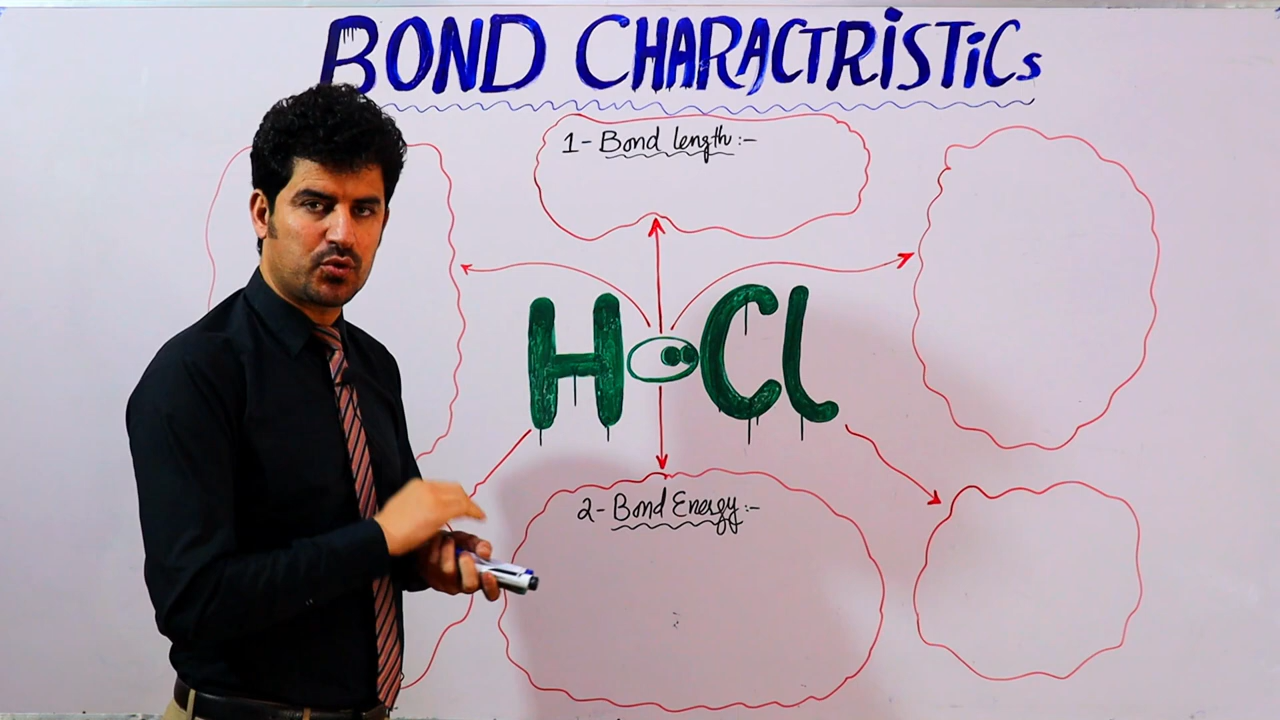 BOND CHARACTRISTICs
1- Bond length:-
H Cl
2- Bond Energy:-